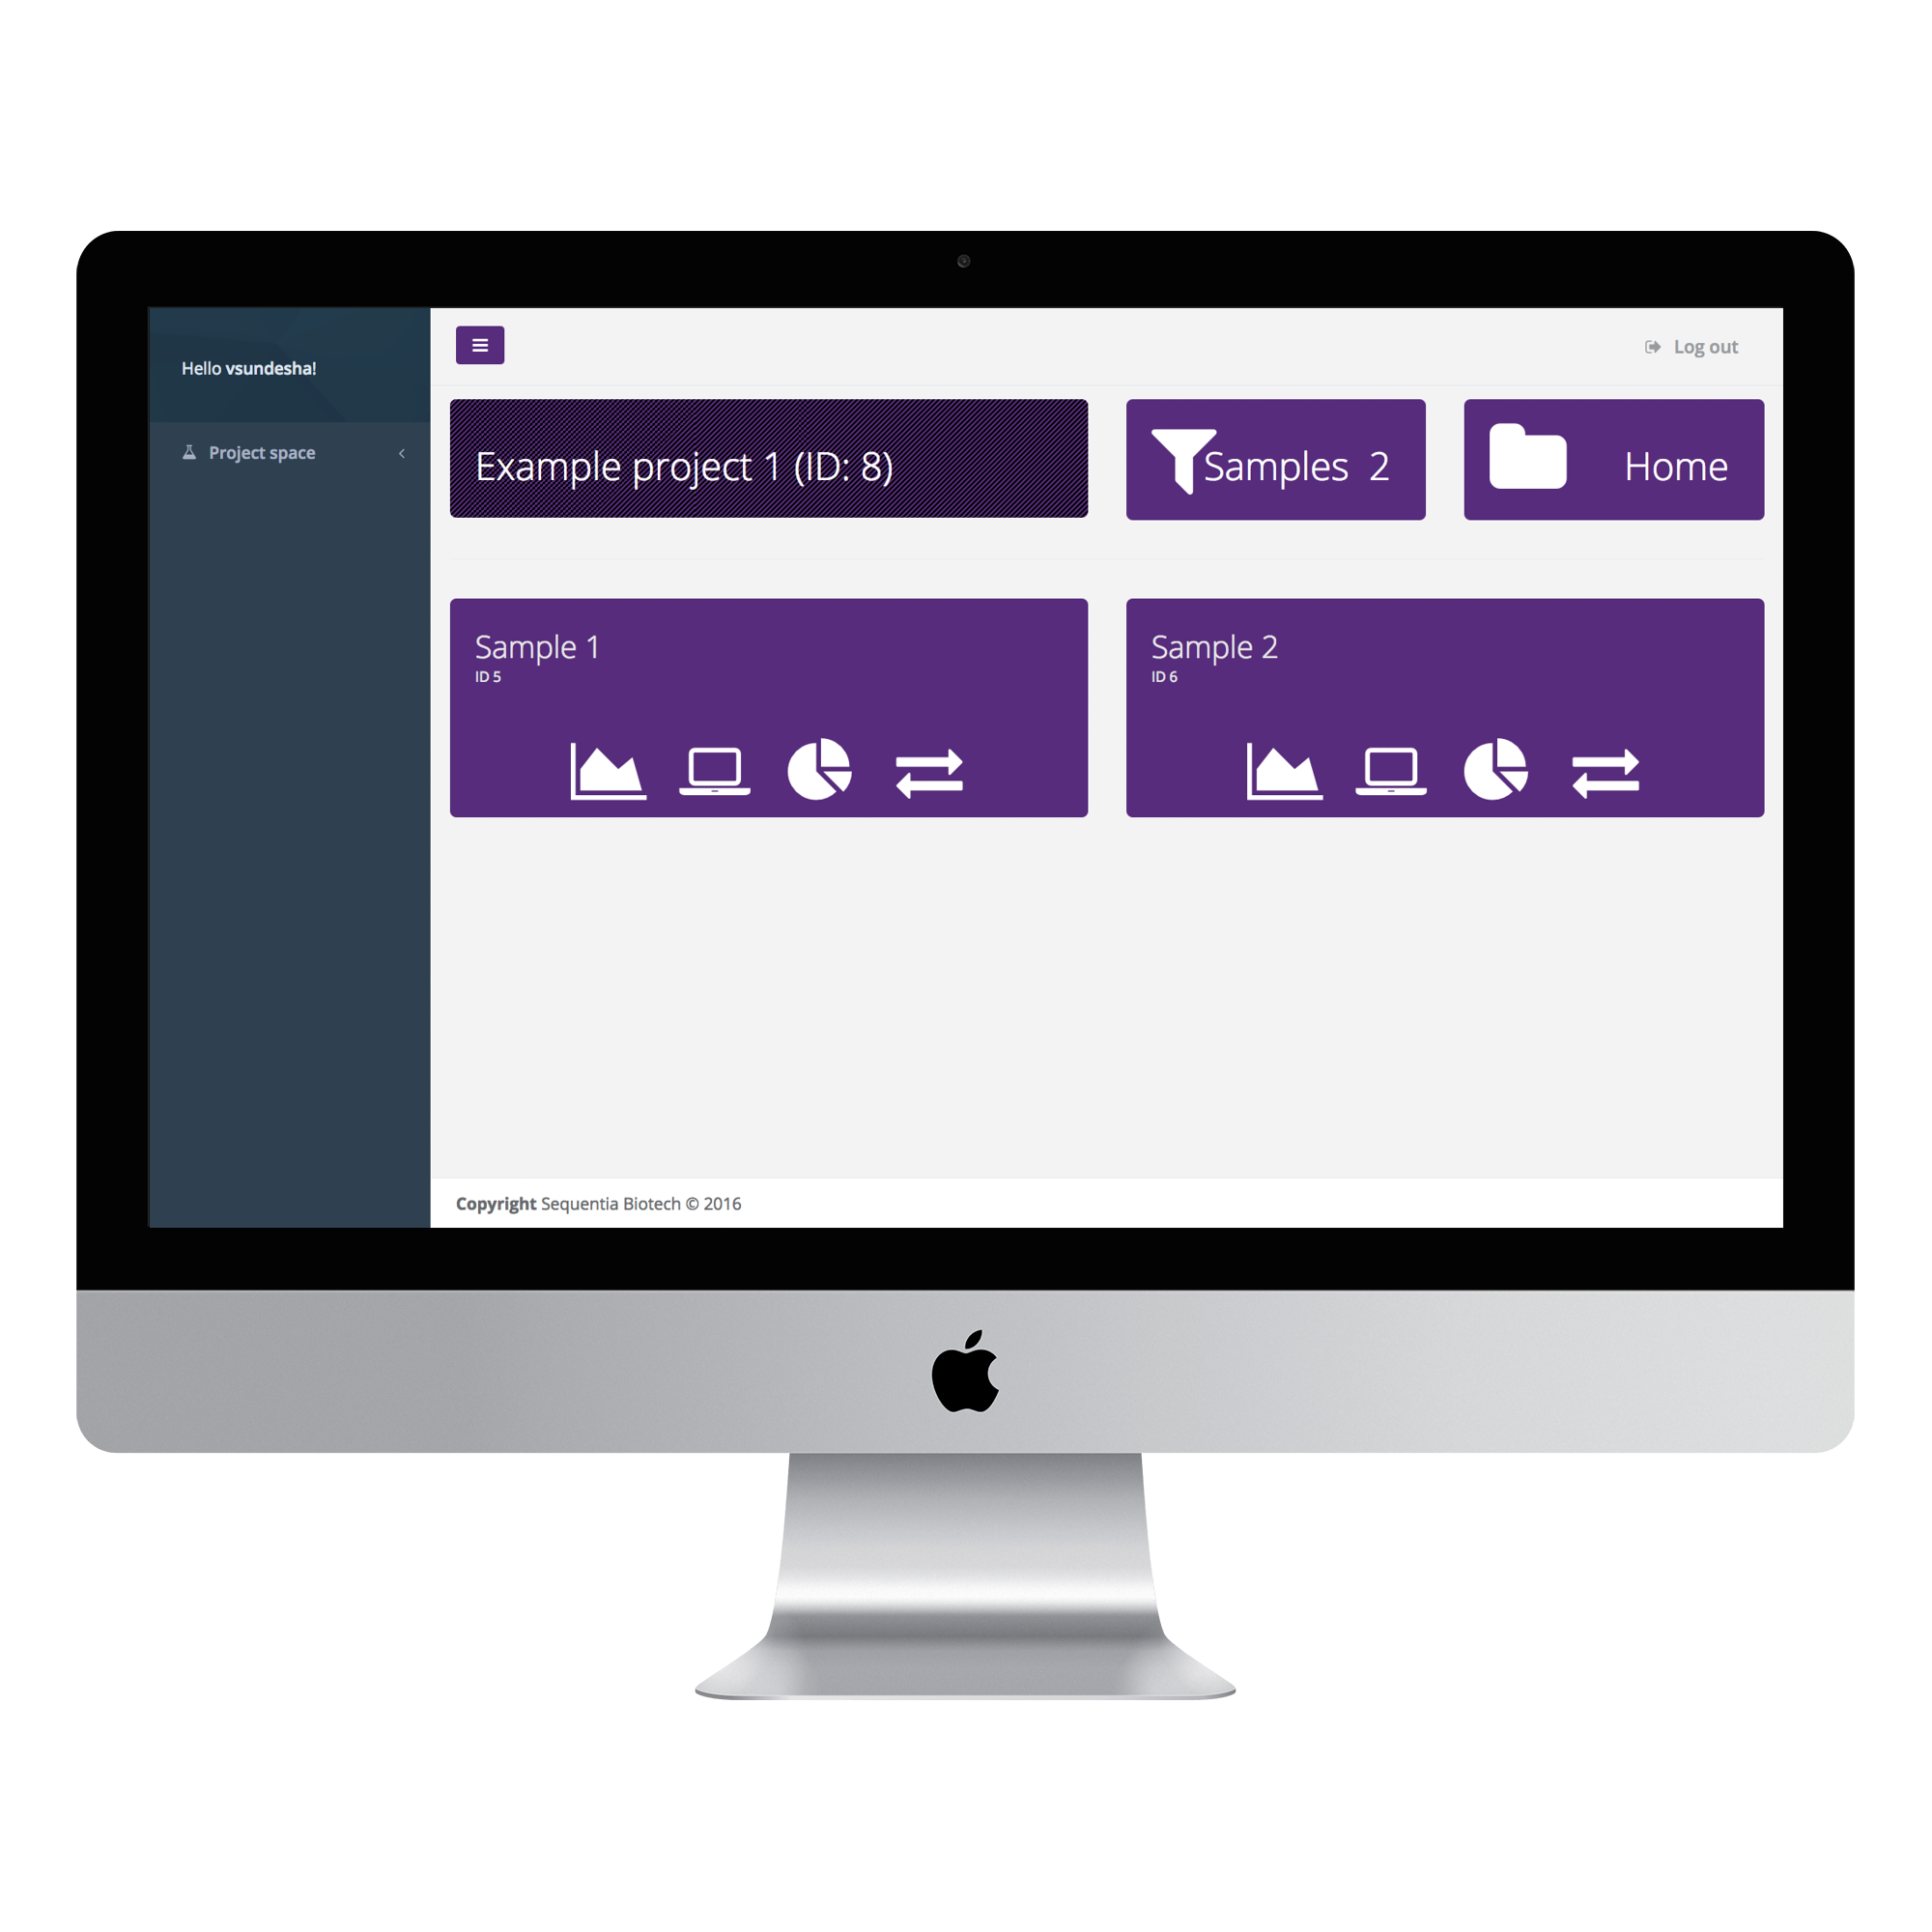 Hello vsundesha!
Project space
Log out
Example project 1 (ID: 8)
Samples 2
Home
Sample 1
ID 5
Sample 2
ID 6
Copyright Sequentia Biotech © 2016